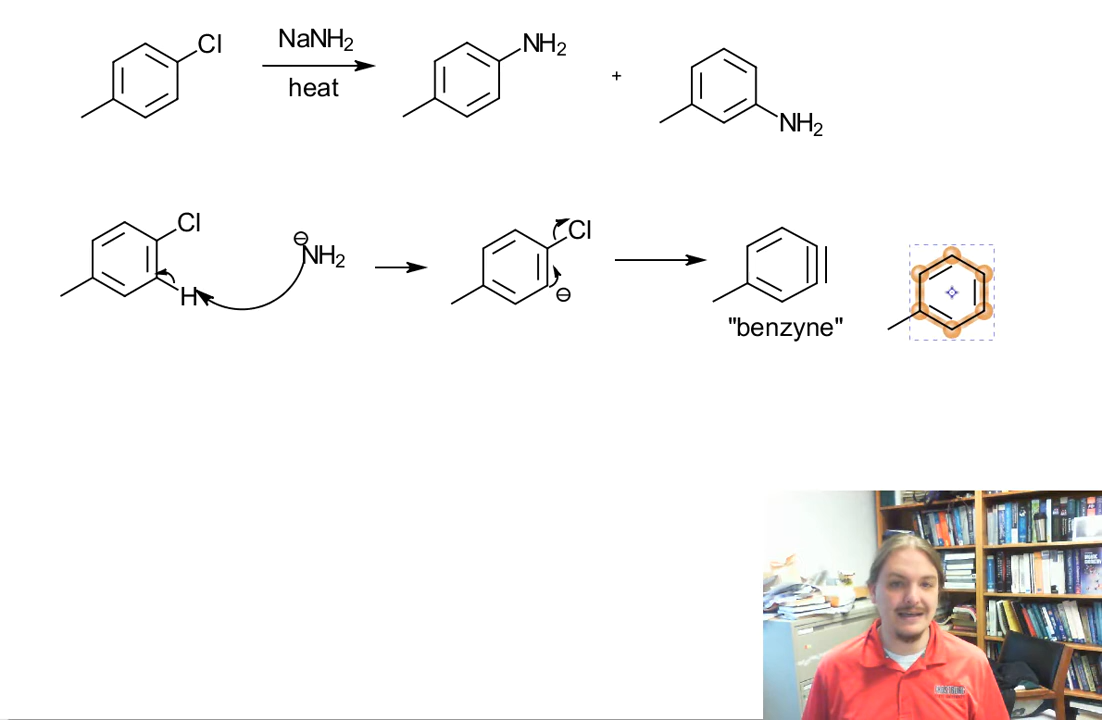 Cl NaNH₂ NH₂ + NH₂
heat
Cl H ⊖NH₂ Cl ⊖
"benzyne"